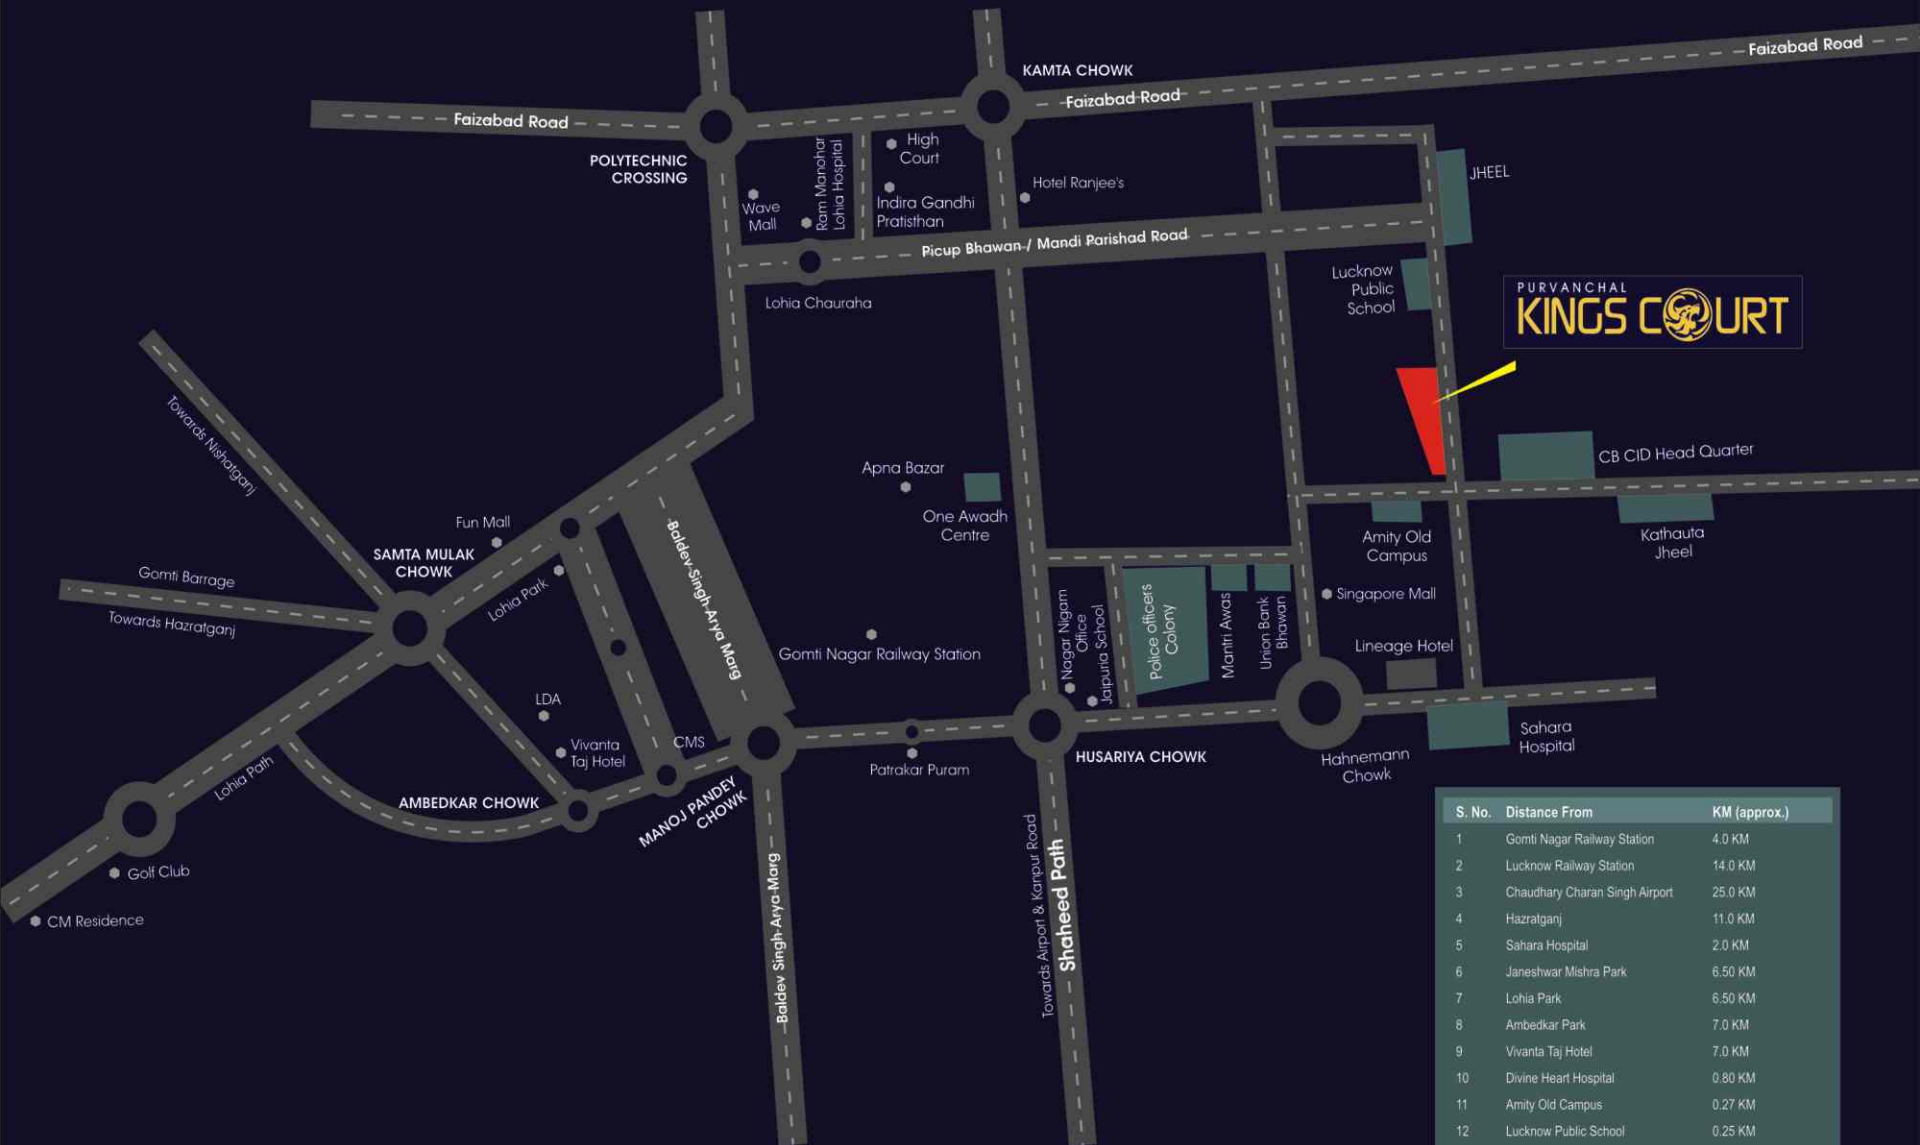 Faizabad Road
KAMTA CHOWK
Faizabad Road
Faizabad Road
POLYTECHNIC
CROSSING
High
Court
Ram Manohar
Lohia Hospital
Wave
Mall
Indira Gandhi
Pratisthan
Hotel Ranjee's
JHEEL
Picup Bhawan / Mandi Parishad Road
Lohia Chauraha
Lucknow
Public
School
PURVANCHAL
KINGS COURT
Towards Nishatganj
Apna Bazar
One Awadh
Centre
CB CID Head Quarter
Kathauta
Jheel
Amity Old
Campus
Fun Mall
SAMTA MULAK
CHOWK
Gomti Barrage
Towards Hazratganj
Lohia Park
Baldev Singh Arya Marg
Gomti Nagar Railway Station
Nagar Nigam
Office
Jaipuria School
Police officers
Colony
Mantri Awas
Union Bank
Bhawan
Singapore Mall
Lineage Hotel
LDA
Vivanta
Taj Hotel
CMS
Lohia Path
AMBEDKAR CHOWK
MANOJ PANDEY
CHOWK
Patrakar Puram
HUSARIYA CHOWK
Hahnemann
Chowk
Sahara
Hospital
Golf Club
CM Residence
Baldev Singh Arya Marg
Towards Airport & Kanpur Road
Shaheed Path
S. No. Distance From KM (approx.)
1 Gomti Nagar Railway Station 4.0 KM
2 Lucknow Railway Station 14.0 KM
3 Chaudhary Charan Singh Airport 25.0 KM
4 Hazratganj 11.0 KM
5 Sahara Hospital 2.0 KM
6 Janeshwar Mishra Park 6.50 KM
7 Lohia Park 6.50 KM
8 Ambedkar Park 7.0 KM
9 Vivanta Taj Hotel 7.0 KM
10 Divine Heart Hospital 0.80 KM
11 Amity Old Campus 0.27 KM
12 Lucknow Public School 0.25 KM